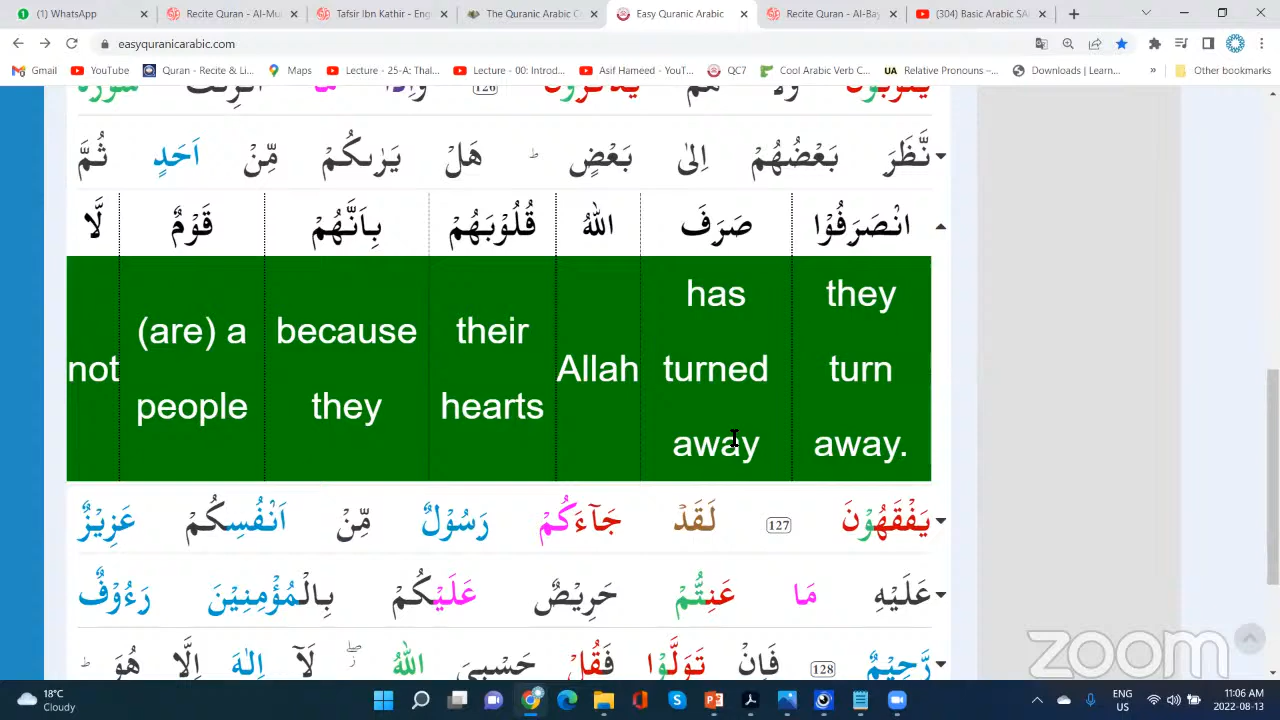 (1) WhatsApp
Recite Quran - Al-Mu
Tafsir Ibn Kathir - Eng
The Quranic Arabic C
Easy Quranic Arabic
Recite Quran - Al-Bay
(304) Basic Arabic
easyquranicarabic.com
Gmail
YouTube
Quran - Recite & Li...
Maps
Lecture - 25-A: Thal...
Lecture - 00: Introd...
Asif Hameed - YouT...
QC7
Cool Arabic Verb C...
UA Relative Pronouns –...
Downloads | Learn...
»
Other bookmarks
نَّظَرَ بَعْضُهُمْ اِلٰى بَعْضٍ ؕ هَلْ يَرٰىكُمْ مِّنْ اَحَدٍ ثُمَّ
انْصَرَفُوْا صَرَفَ اللّٰهُ قُلُوْبَهُمْ بِاَنَّهُمْ قَوْمٌ لَّا
they turn away.
has turned away
Allah
their hearts
because they
(are) a people
not
يَفْقَهُوْنَ 127 لَقَدْ جَآءَكُمْ رَسُوْلٌ مِّنْ اَنْفُسِكُمْ عَزِيْزٌ
عَلَيْهِ مَا عَنِتُّمْ حَرِيْصٌ عَلَيْكُمْ بِالْمُؤْمِنِيْنَ رَءُوْفٌ
رَّحِيْمٌ 128 فَاِنْ تَوَلَّوْا فَقُلْ حَسْبِيَ اللّٰهُ لَآ اِلٰهَ اِلَّا هُوَ ؕ
zoom
18°C
Cloudy
ENG
US
11:06 AM
2022-08-13